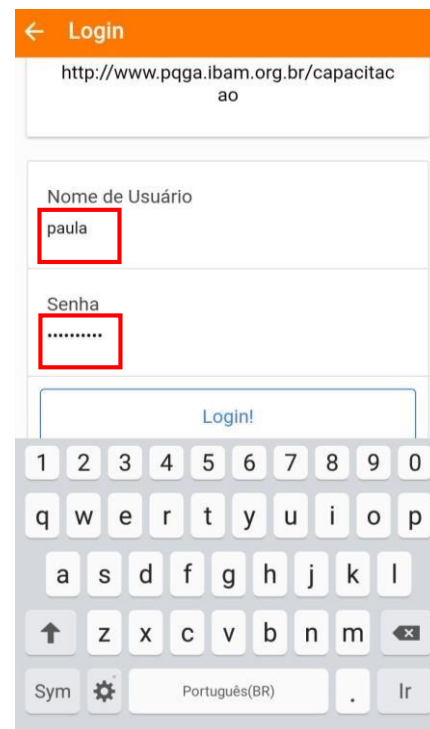 Login
http://www.pqga.ibam.org.br/capacitac
ao
Nome de Usuário
paula
Senha
••••••••••
Login!
1 2 3 4 5 6 7 8 9 0
q w e r t y u i o p
a s d f g h j k l
z x c v b n m
Sym Português(BR) . Ir